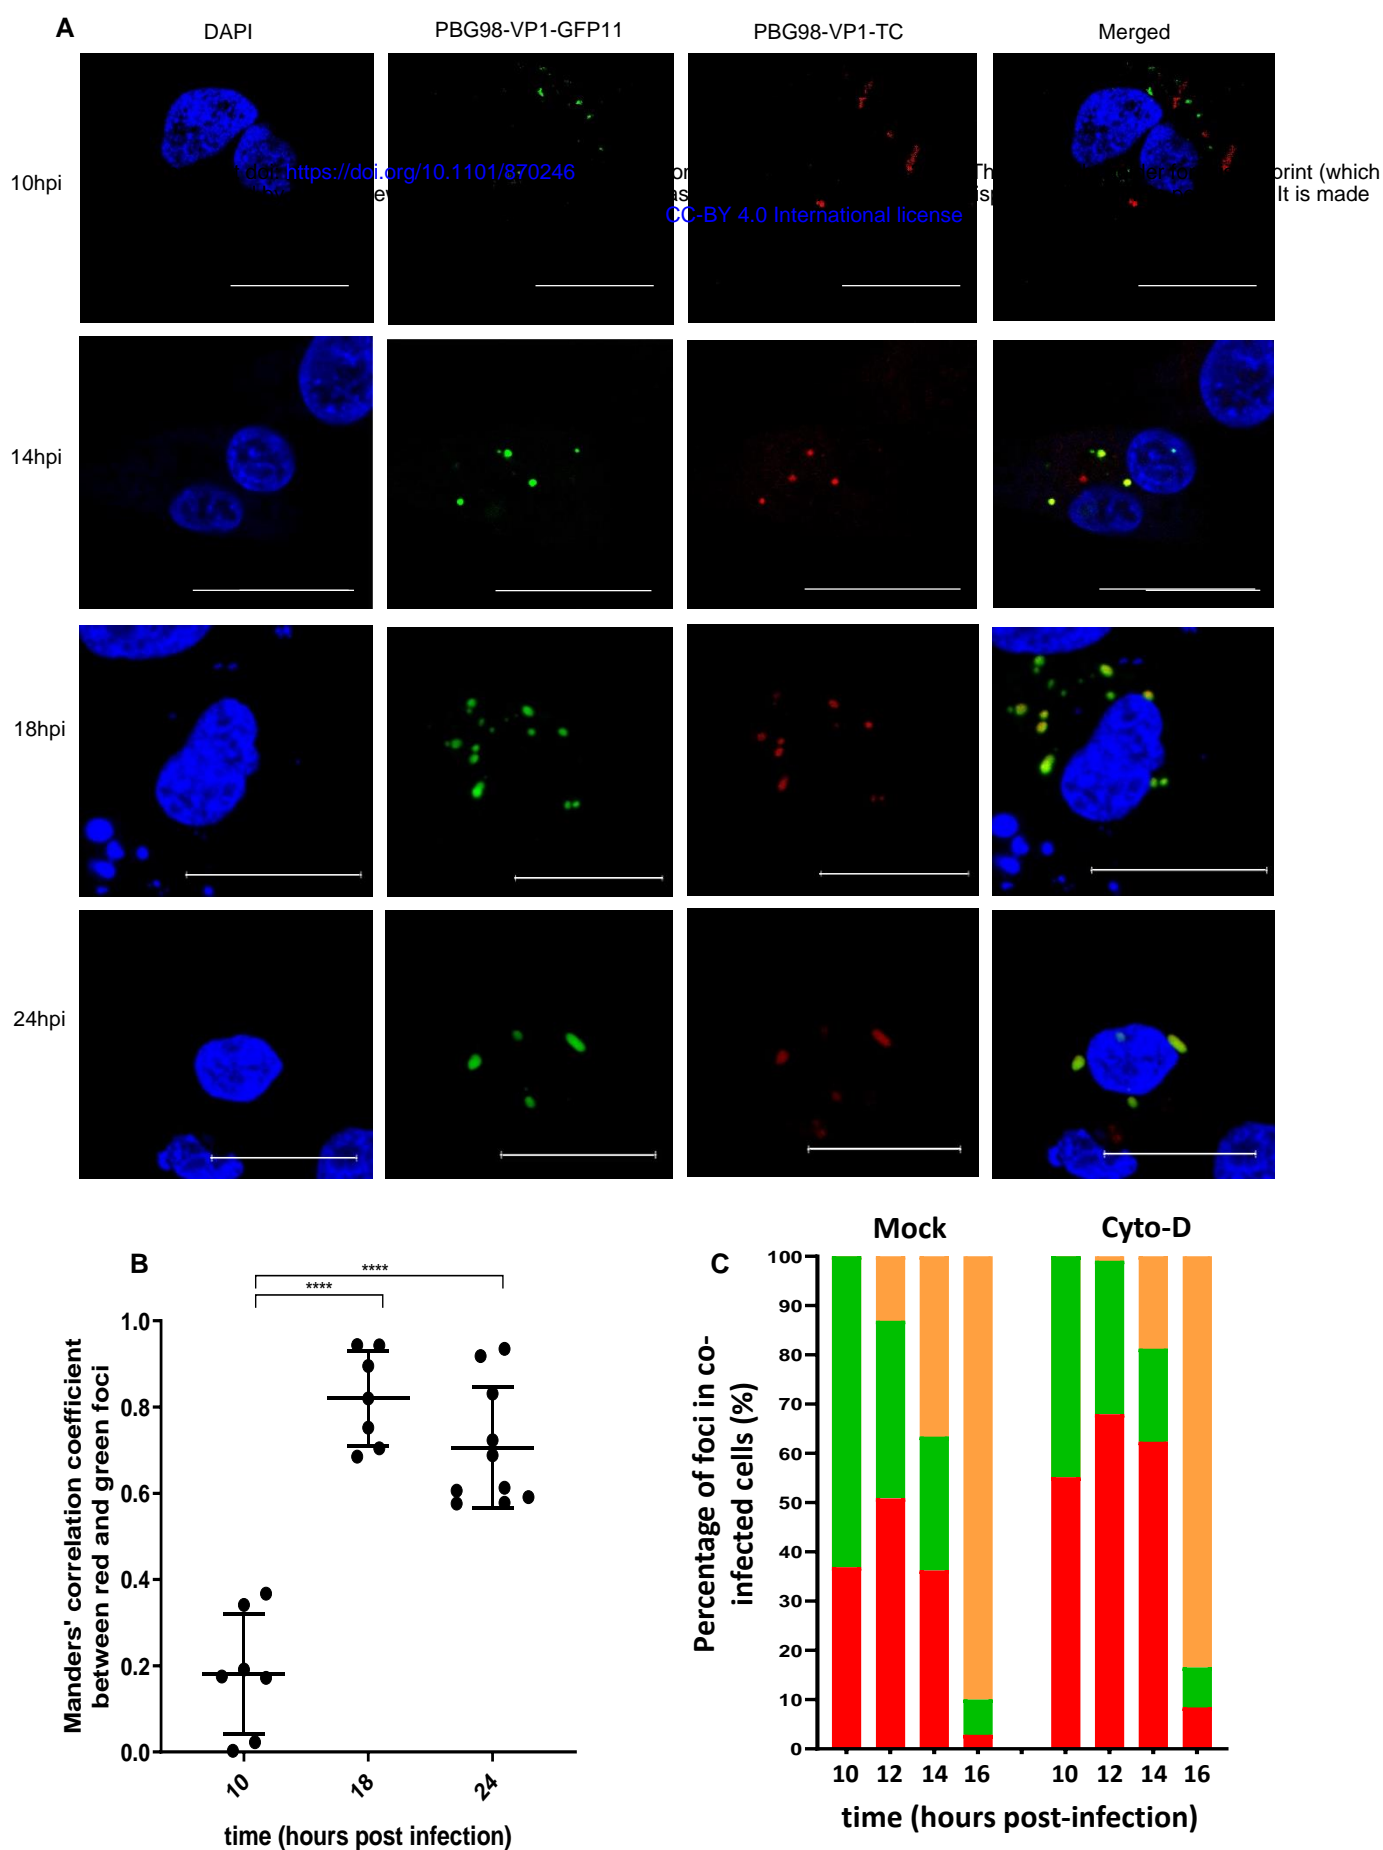 A
DAPI
PBG98-VP1-GFP11
PBG98-VP1-TC
Merged
10hpi
https://doi.org/10.1101/870246
rint (which
It is made
CC-BY 4.0 International license
14hpi
18hpi
24hpi
B
****
****
Manders' correlation coefficient
between red and green foci
1.0
0.8
0.6
0.4
0.2
0.0
10
18
24
time (hours post infection)
C
Mock
Cyto-D
Percentage of foci in co-
infected cells (%)
100
90
80
70
60
50
40
30
20
10
0
10
12
14
16
10
12
14
16
time (hours post-infection)